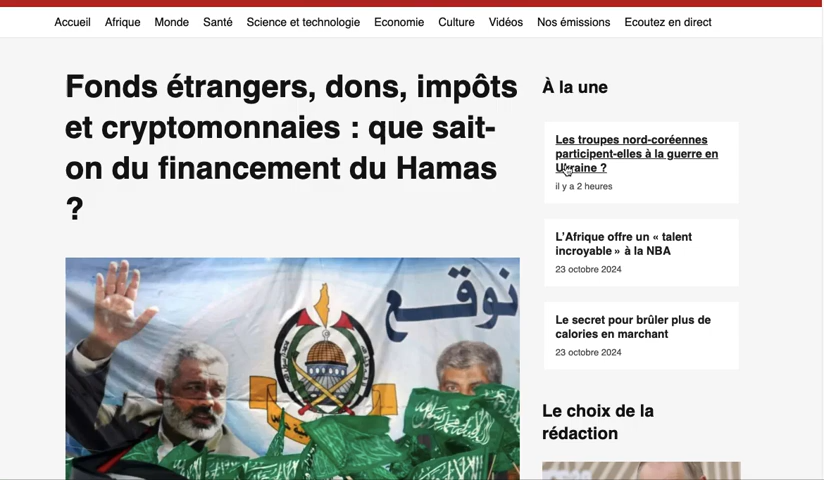 Accueil Afrique Monde Santé Science et technologie Economie Culture Vidéos Nos émissions Ecoutez en direct
Fonds étrangers, dons, impôts
et cryptomonnaies : que sait-
on du financement du Hamas
?
نوقع
À la une
Les troupes nord-coréennes
participent-elles à la guerre en
Ukraine ?
il y a 2 heures
L'Afrique offre un « talent
incroyable » à la NBA
23 octobre 2024
Le secret pour brûler plus de
calories en marchant
23 octobre 2024
Le choix de la
rédaction